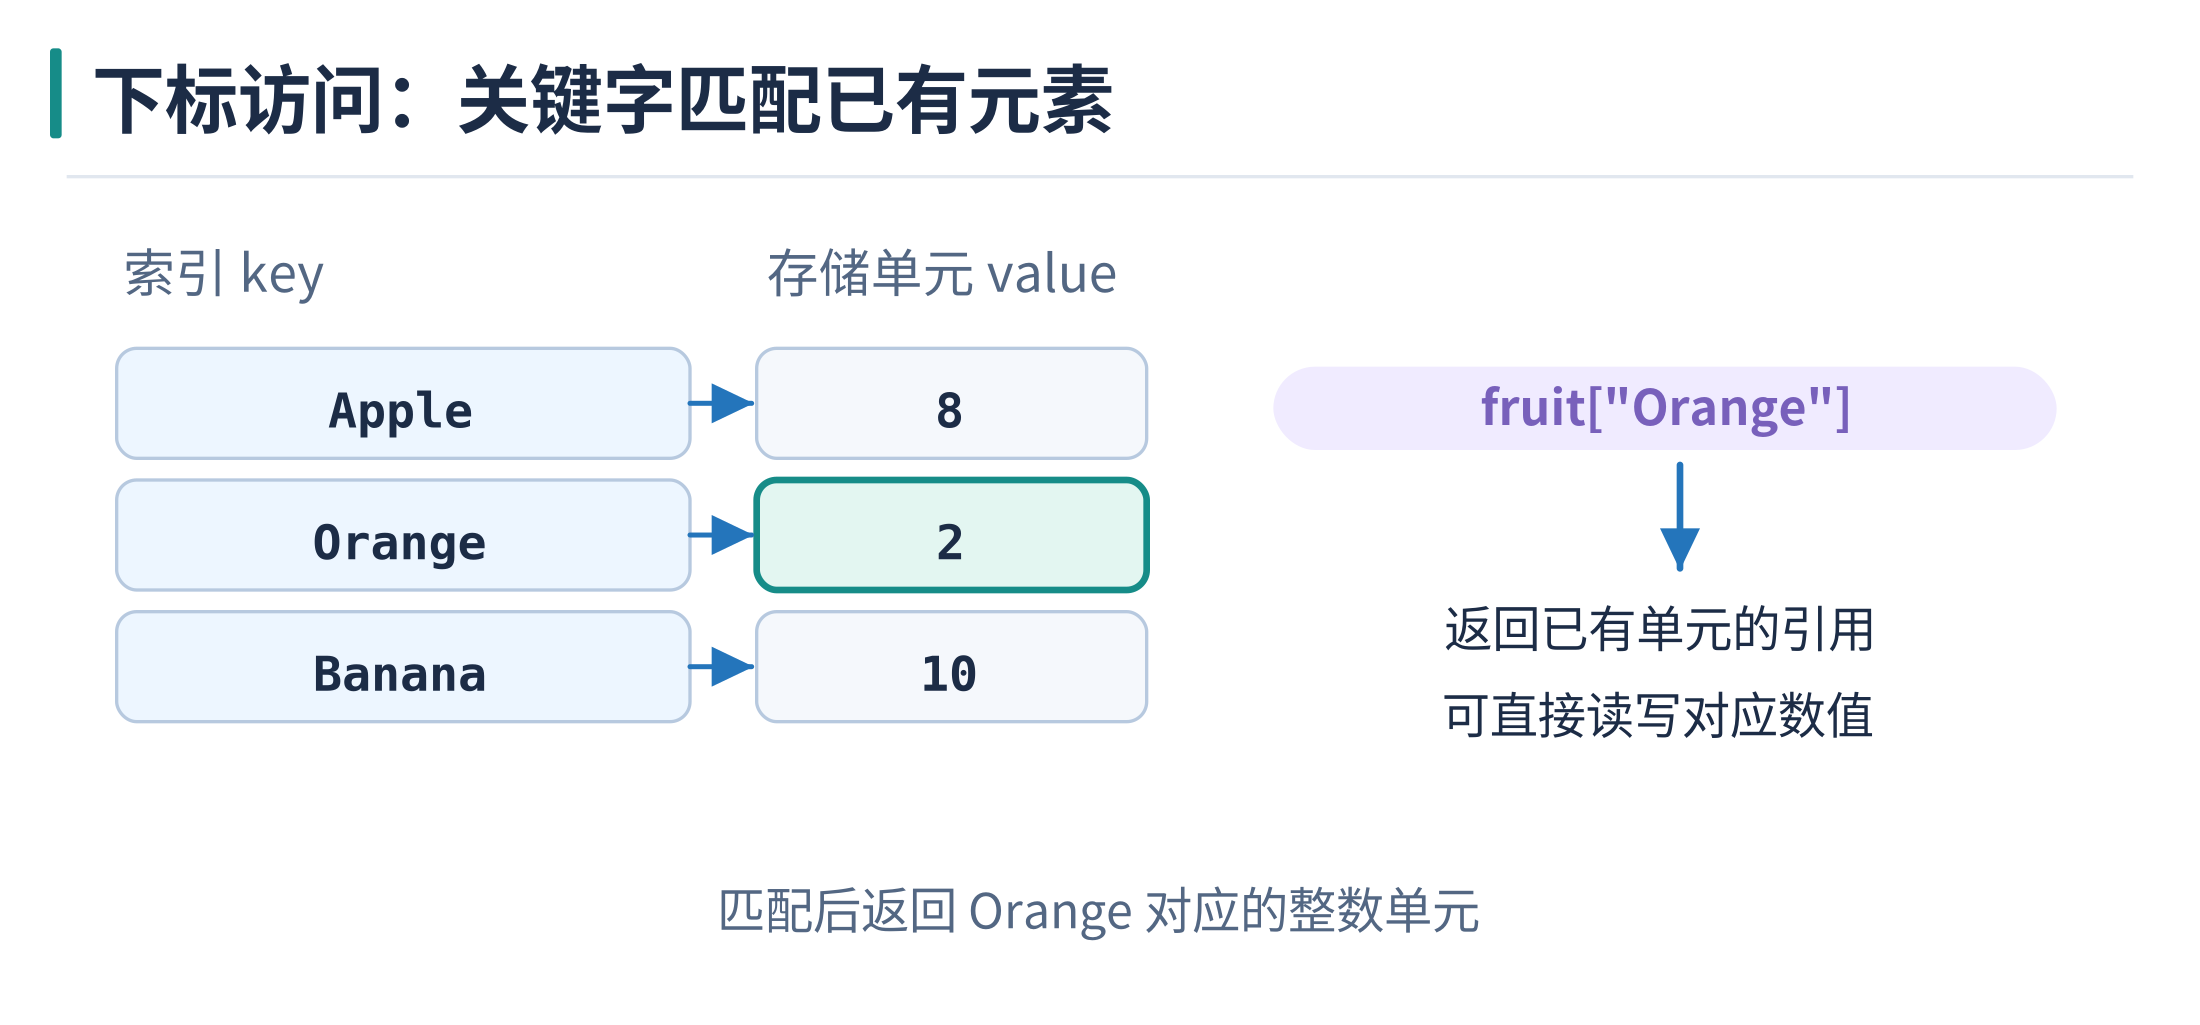 下标访问：关键字匹配已有元素
索引 key
存储单元 value
Apple
8
Orange
2
Banana
10
fruit["Orange"]
返回已有单元的引用
可直接读写对应数值
匹配后返回 Orange 对应的整数单元